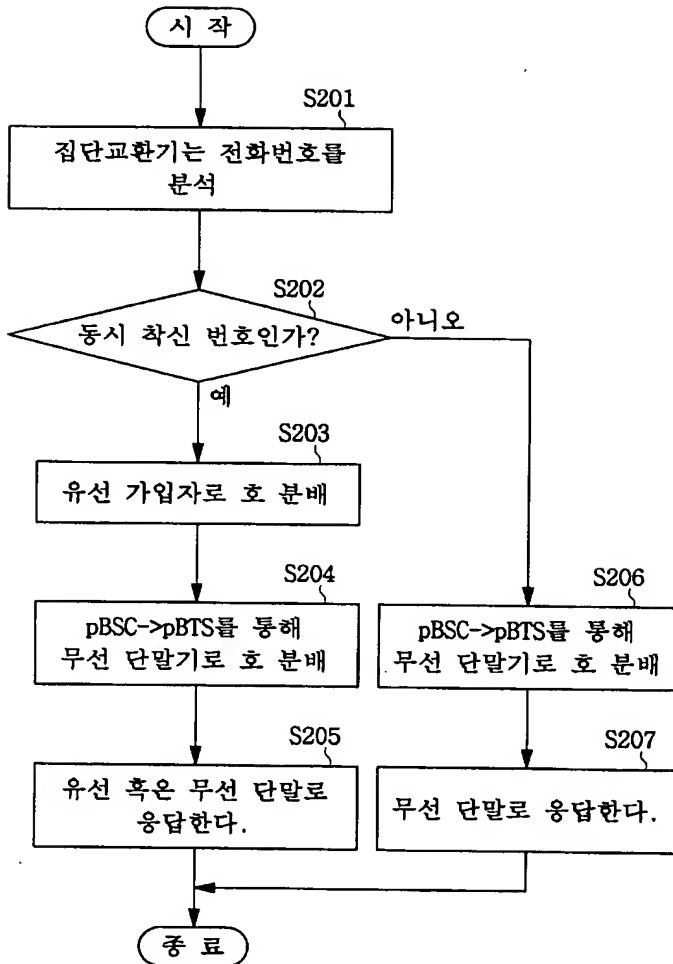 시 작
S201
집단교환기는 전화번호를
분석
S202
동시 착신 번호인가?
아니오
예
S203
유선 가입자로 호 분배
S204
pBSC->pBTS를 통해
무선 단말기로 호 분배
S206
pBSC->pBTS를 통해
무선 단말기로 호 분배
S205
유선 혹은 무선 단말로
응답한다.
S207
무선 단말로 응답한다.
종 료